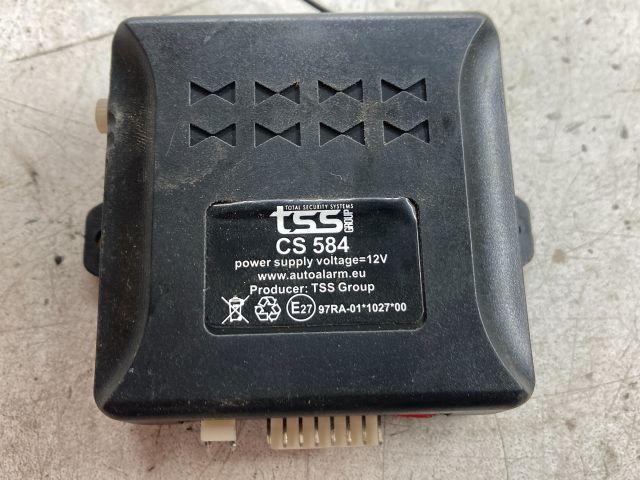 TOTAL SECURITY SYSTEMS
tss GROUP
CS 584
power supply voltage=12V
www.autoalarm.eu
Producer: TSS Group
E27 97RA-01*1027*00